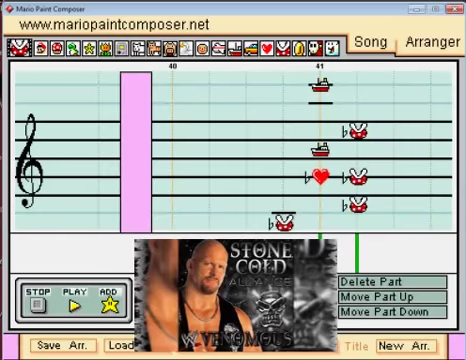 Mario Paint Composer
www.mariopaintcomposer.net
Song
Arranger
40
41
STOP
PLAY
ADD
STONE
COLD
ALLIANCE
VENOMOUS
Delete Part
Move Part Up
Move Part Down
Save Arr.
Load
Title
New Arr.